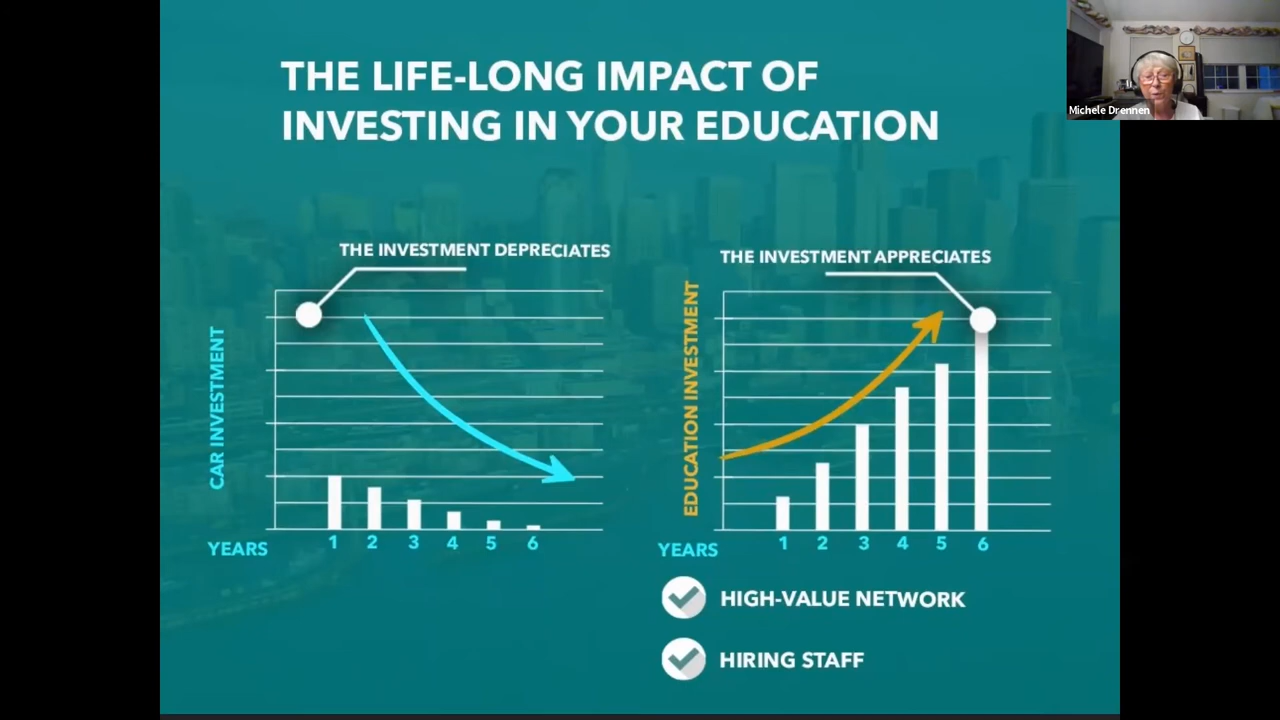 THE LIFE-LONG IMPACT OF
INVESTING IN YOUR EDUCATION
Michele Drennen
THE INVESTMENT DEPRECIATES
CAR INVESTMENT
YEARS
1 2 3 4 5 6
THE INVESTMENT APPRECIATES
EDUCATION INVESTMENT
YEARS
1 2 3 4 5 6
HIGH-VALUE NETWORK
HIRING STAFF